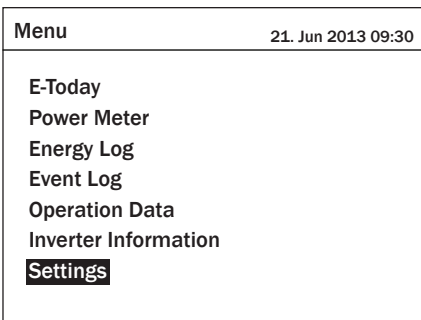 Menu 21. Jun 2013 09:30
E-Today
Power Meter
Energy Log
Event Log
Operation Data
Inverter Information
Settings